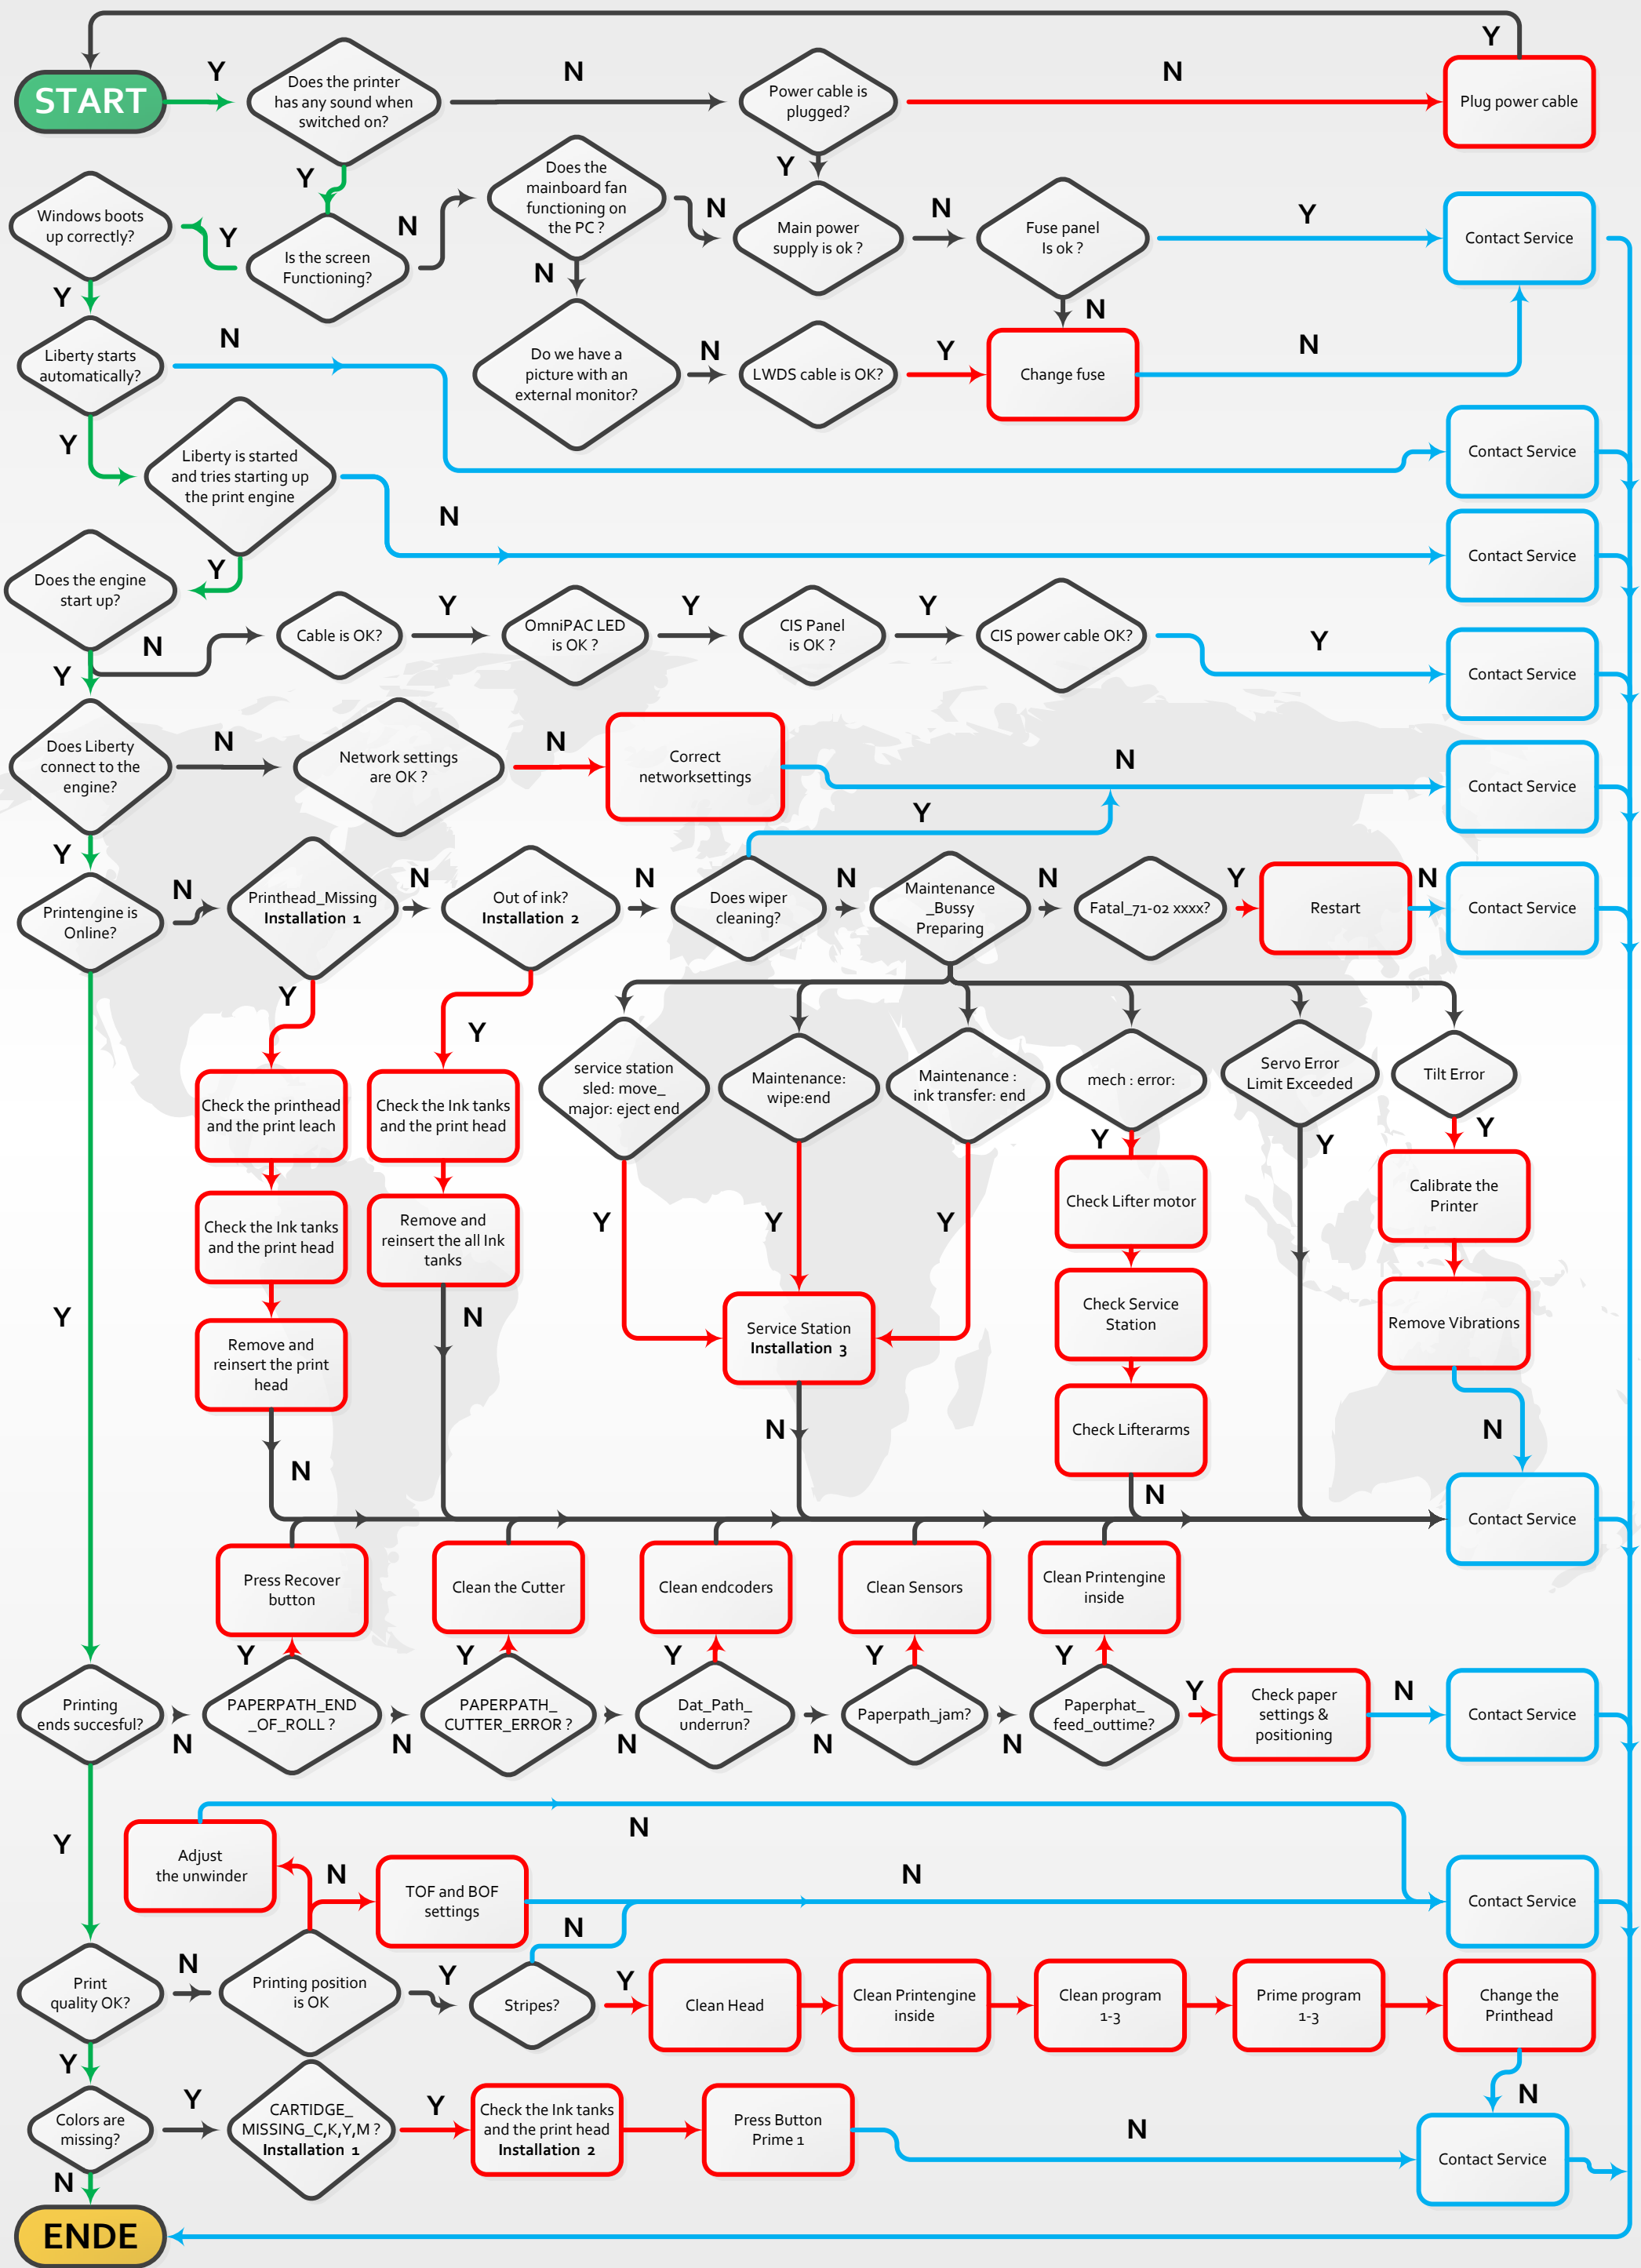 Y
START
Y
Does the printer
has any sound when
switched on?
N
Power cable is
plugged?
N
Plug power cable
Y
Y
Windows boots
up correctly?
Y
Is the screen
Functioning?
N
Does the
mainboard fan
functioning on
the PC ?
N
Main power
supply is ok ?
N
Fuse panel
Is ok ?
Y
Contact Service
Y
N
N
Liberty starts
automatically?
N
Do we have a
picture with an
external monitor?
N
LWDS cable is OK?
Y
Change fuse
N
Contact Service
Y
Liberty is started
and tries starting up
the print engine
N
Contact Service
Y
Does the engine
start up?
N
Cable is OK?
Y
OmniPAC LED
is OK ?
Y
CIS Panel
is OK ?
Y
CIS power cable OK?
Y
Contact Service
Y
Does Liberty
connect to the
engine?
N
Network settings
are OK ?
N
Correct
networksettings
N
Contact Service
Y
Y
Printengine is
Online?
N
Printhead_Missing
Installation 1
N
Out of ink?
Installation 2
N
Does wiper
cleaning?
N
Maintenance
_Bussy
Preparing
N
Fatal_71-02 xxxx?
Y
Restart
N
Contact Service
Y
Y
service station
sled: move_
major: eject end
Maintenance:
wipe:end
Maintenance :
ink transfer: end
mech : error:
Servo Error
Limit Exceeded
Tilt Error
Check the printhead
and the print leach
Check the Ink tanks
and the print head
Y
Y
Y
Check Lifter motor
Calibrate the
Printer
Check the Ink tanks
and the print head
Remove and
reinsert the all Ink
tanks
Y
Y
Y
Check Service
Station
Remove Vibrations
Y
Remove and
reinsert the print
head
N
Service Station
Installation 3
Check Lifterarms
N
N
N
N
Contact Service
Press Recover
button
Clean the Cutter
Clean endcoders
Clean Sensors
Clean Printengine
inside
Y
Y
Y
Y
Y
Printing
ends succesful?
N
PAPERPATH_END
_OF_ROLL ?
N
PAPERPATH_
CUTTER_ERROR ?
N
Dat_Path_
underrun?
N
Paperpath_jam?
N
Paperphat_
feed_outtime?
Y
Check paper
settings &
positioning
N
Contact Service
Y
Adjust
the unwinder
N
N
TOF and BOF
settings
N
N
Contact Service
Print
quality OK?
N
Printing position
is OK
Y
Stripes?
Y
Clean Head
Clean Printengine
inside
Clean program
1-3
Prime program
1-3
Change the
Printhead
Y
N
Colors are
missing?
Y
CARTIDGE_
MISSING_C,K,Y,M ?
Installation 1
Y
Check the Ink tanks
and the print head
Installation 2
Press Button
Prime 1
N
Contact Service
N
ENDE